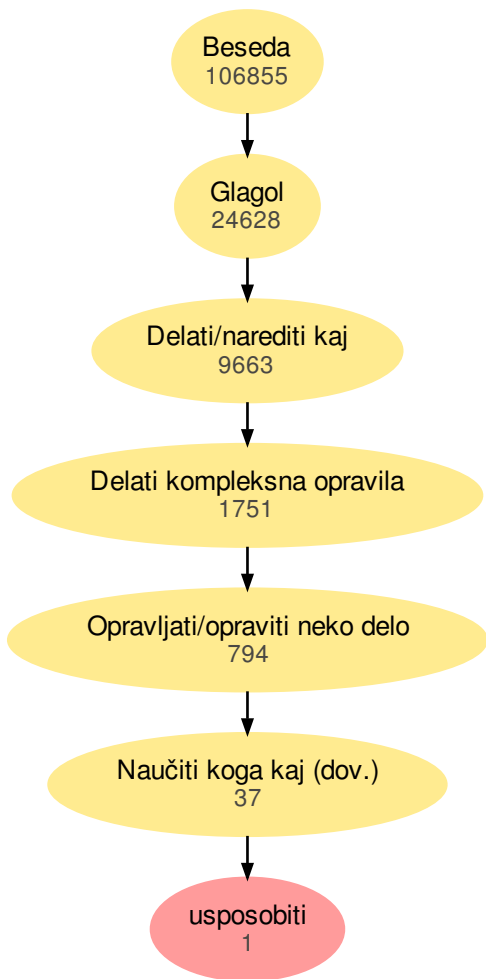 Beseda
106855
Glagol
24628
Delati/narediti kaj
9663
Delati kompleksna opravila
1751
Opravljati/opraviti neko delo
794
Naučiti koga kaj (dov.)
37
usposobiti
1